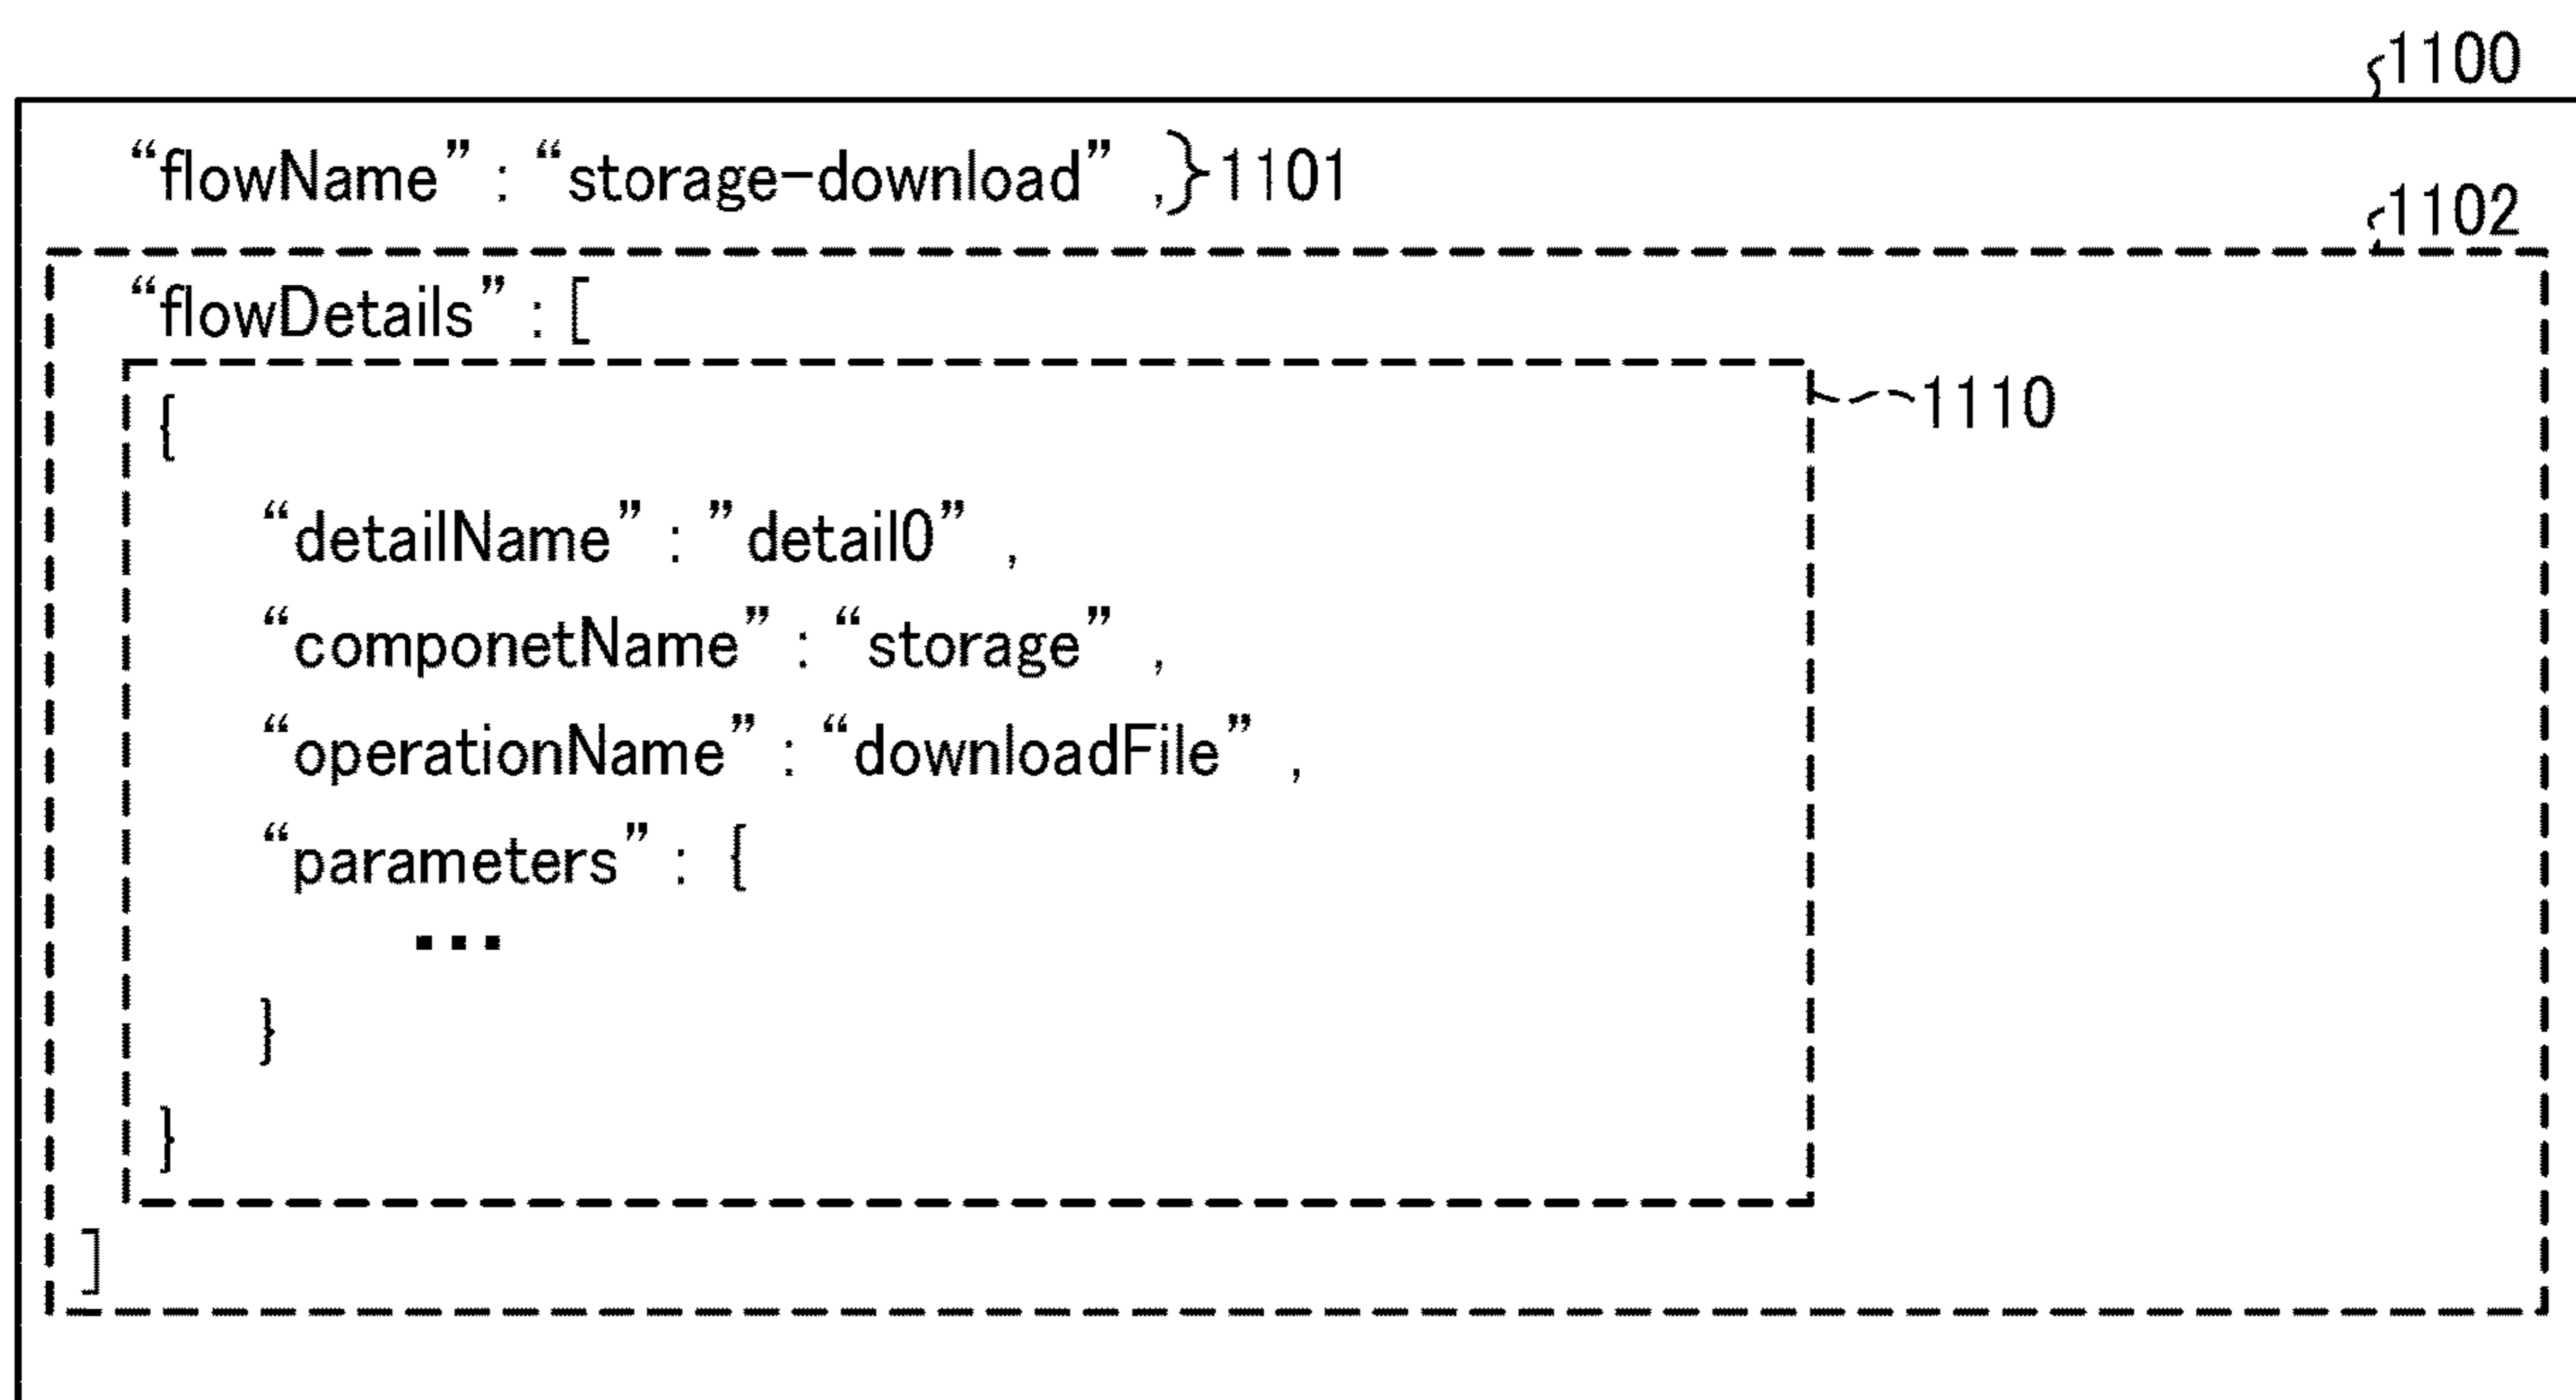 1100
“flowName” : “storage-download” ,}1101
1102
“flowDetails” : [
{
1110
“detailName” : ”detail0” ,
“componetName” : “storage” ,
“operationName” : “downloadFile” ,
“parameters” : {
...
}
}
]